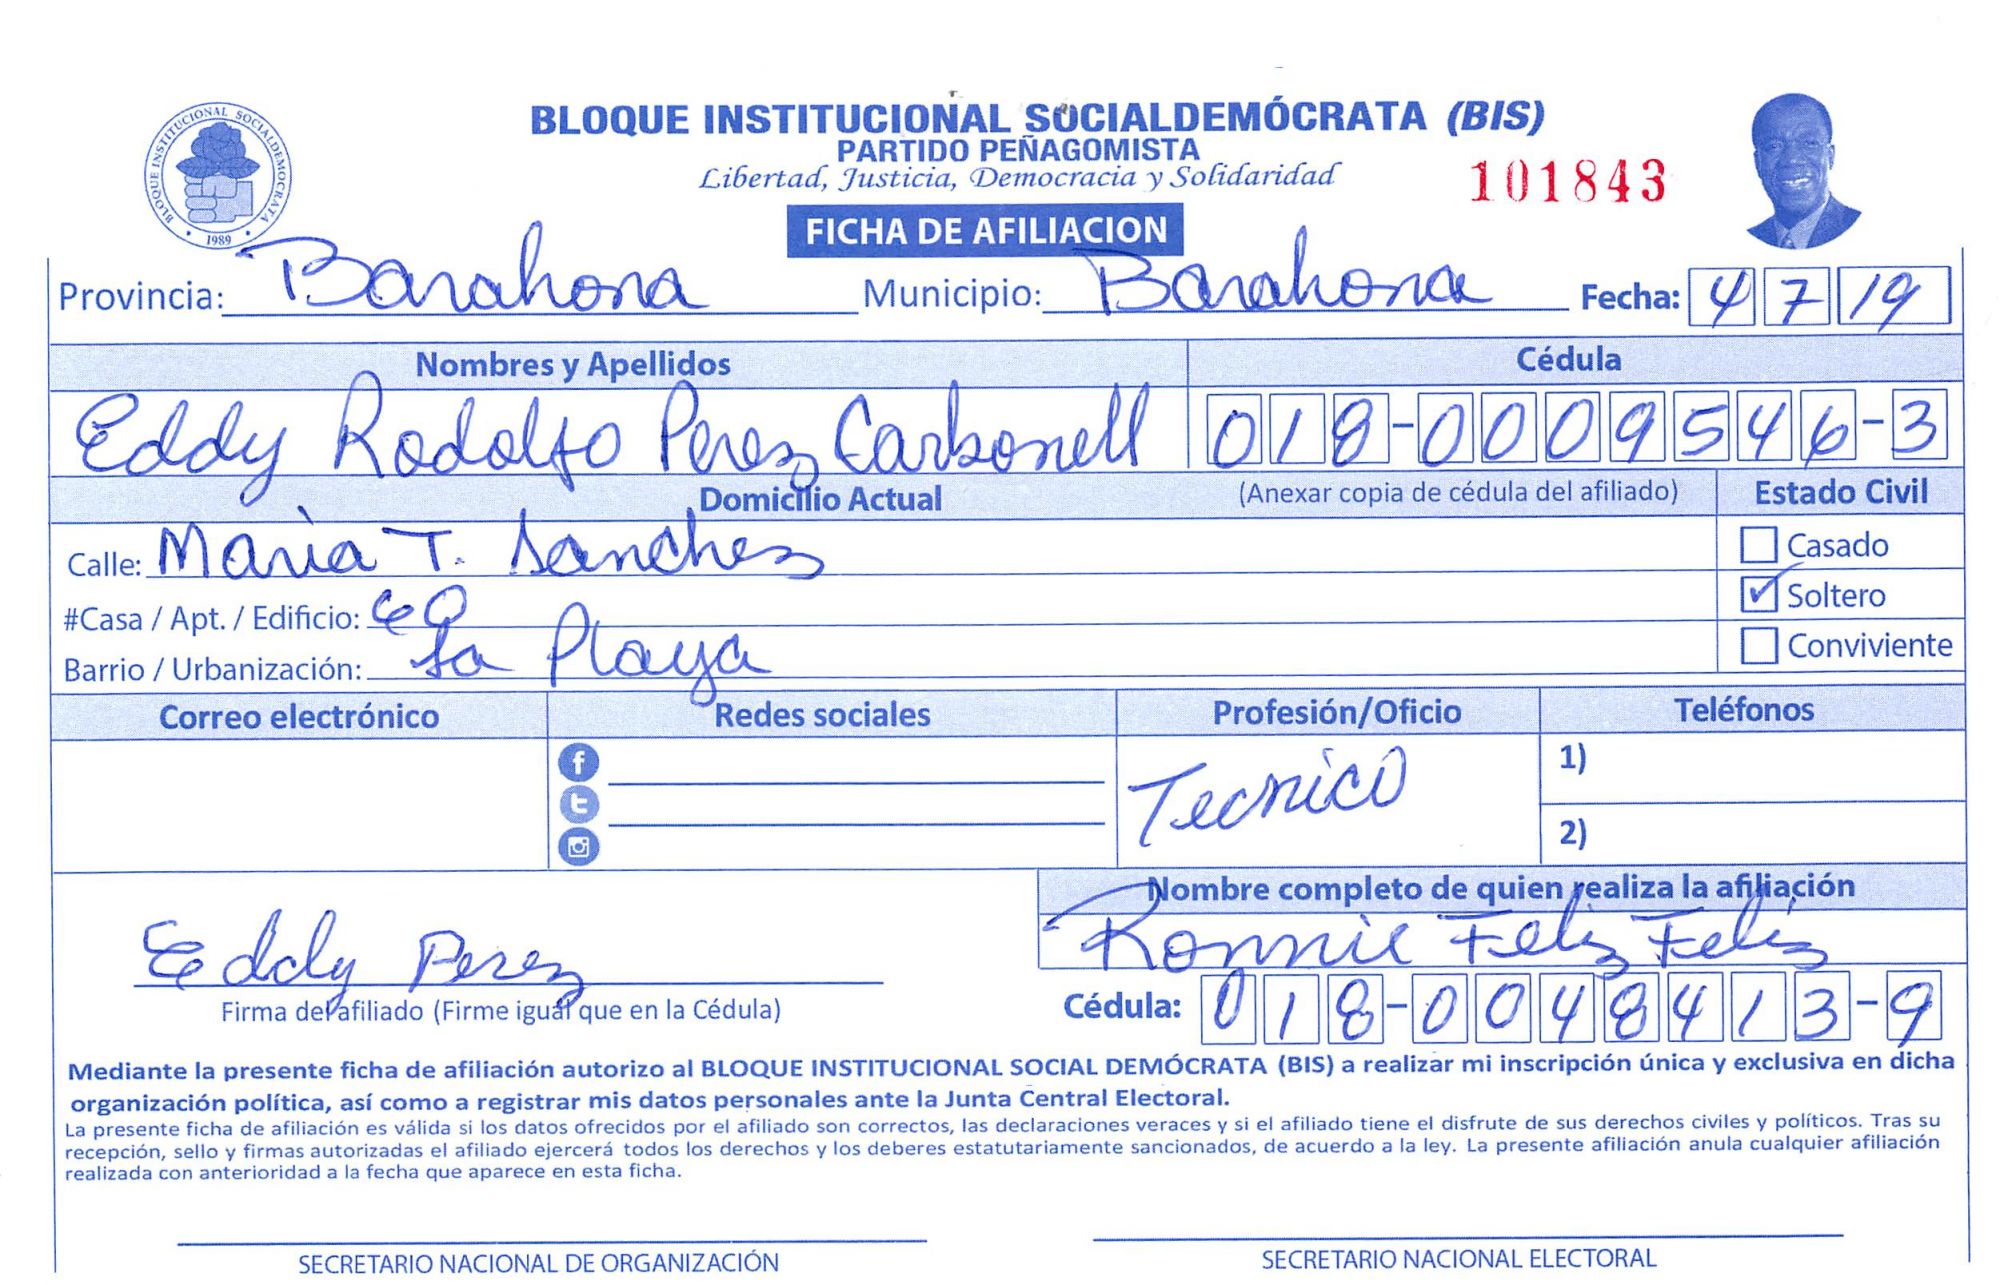 BLOQUE INSTITUCIONAL SOCIALDEMOCRATA
1989
BLOQUE INSTITUCIONAL SOCIALDEMÓCRATA (BIS)
PARTIDO PEÑAGOMISTA
Libertad, Justicia, Democracia y Solidaridad
101843
FICHA DE AFILIACION
Provincia: Barahona Municipio: Barahona Fecha: 4 7 19
Nombres y Apellidos Cédula
Eddy Rodolfo Perez Carbonell 018-0009546-3
Domicilio Actual (Anexar copia de cédula del afiliado) Estado Civil
Calle: Maria T. Sanchez
Casado
#Casa / Apt. / Edificio:
Soltero
Barrio / Urbanización: La Playa
Conviviente
Correo electrónico Redes sociales Profesión/Oficio Teléfonos
Tecnico
1)
2)
Nombre completo de quien realiza la afiliación
Ronnie Feliz Feliz
Eddy Perez
Firma del afiliado (Firme igual que en la Cédula)
Cédula: 018-0048413-9
Mediante la presente ficha de afiliación autorizo al BLOQUE INSTITUCIONAL SOCIAL DEMÓCRATA (BIS) a realizar mi inscripción única y exclusiva en dicha
organización política, así como a registrar mis datos personales ante la Junta Central Electoral.
La presente ficha de afiliación es válida si los datos ofrecidos por el afiliado son correctos, las declaraciones veraces y si el afiliado tiene el disfrute de sus derechos civiles y políticos. Tras su
recepción, sello y firmas autorizadas el afiliado ejercerá todos los derechos y los deberes estatutariamente sancionados, de acuerdo a la ley. La presente afiliación anula cualquier afiliación
realizada con anterioridad a la fecha que aparece en esta ficha.
SECRETARIO NACIONAL DE ORGANIZACIÓN SECRETARIO NACIONAL ELECTORAL